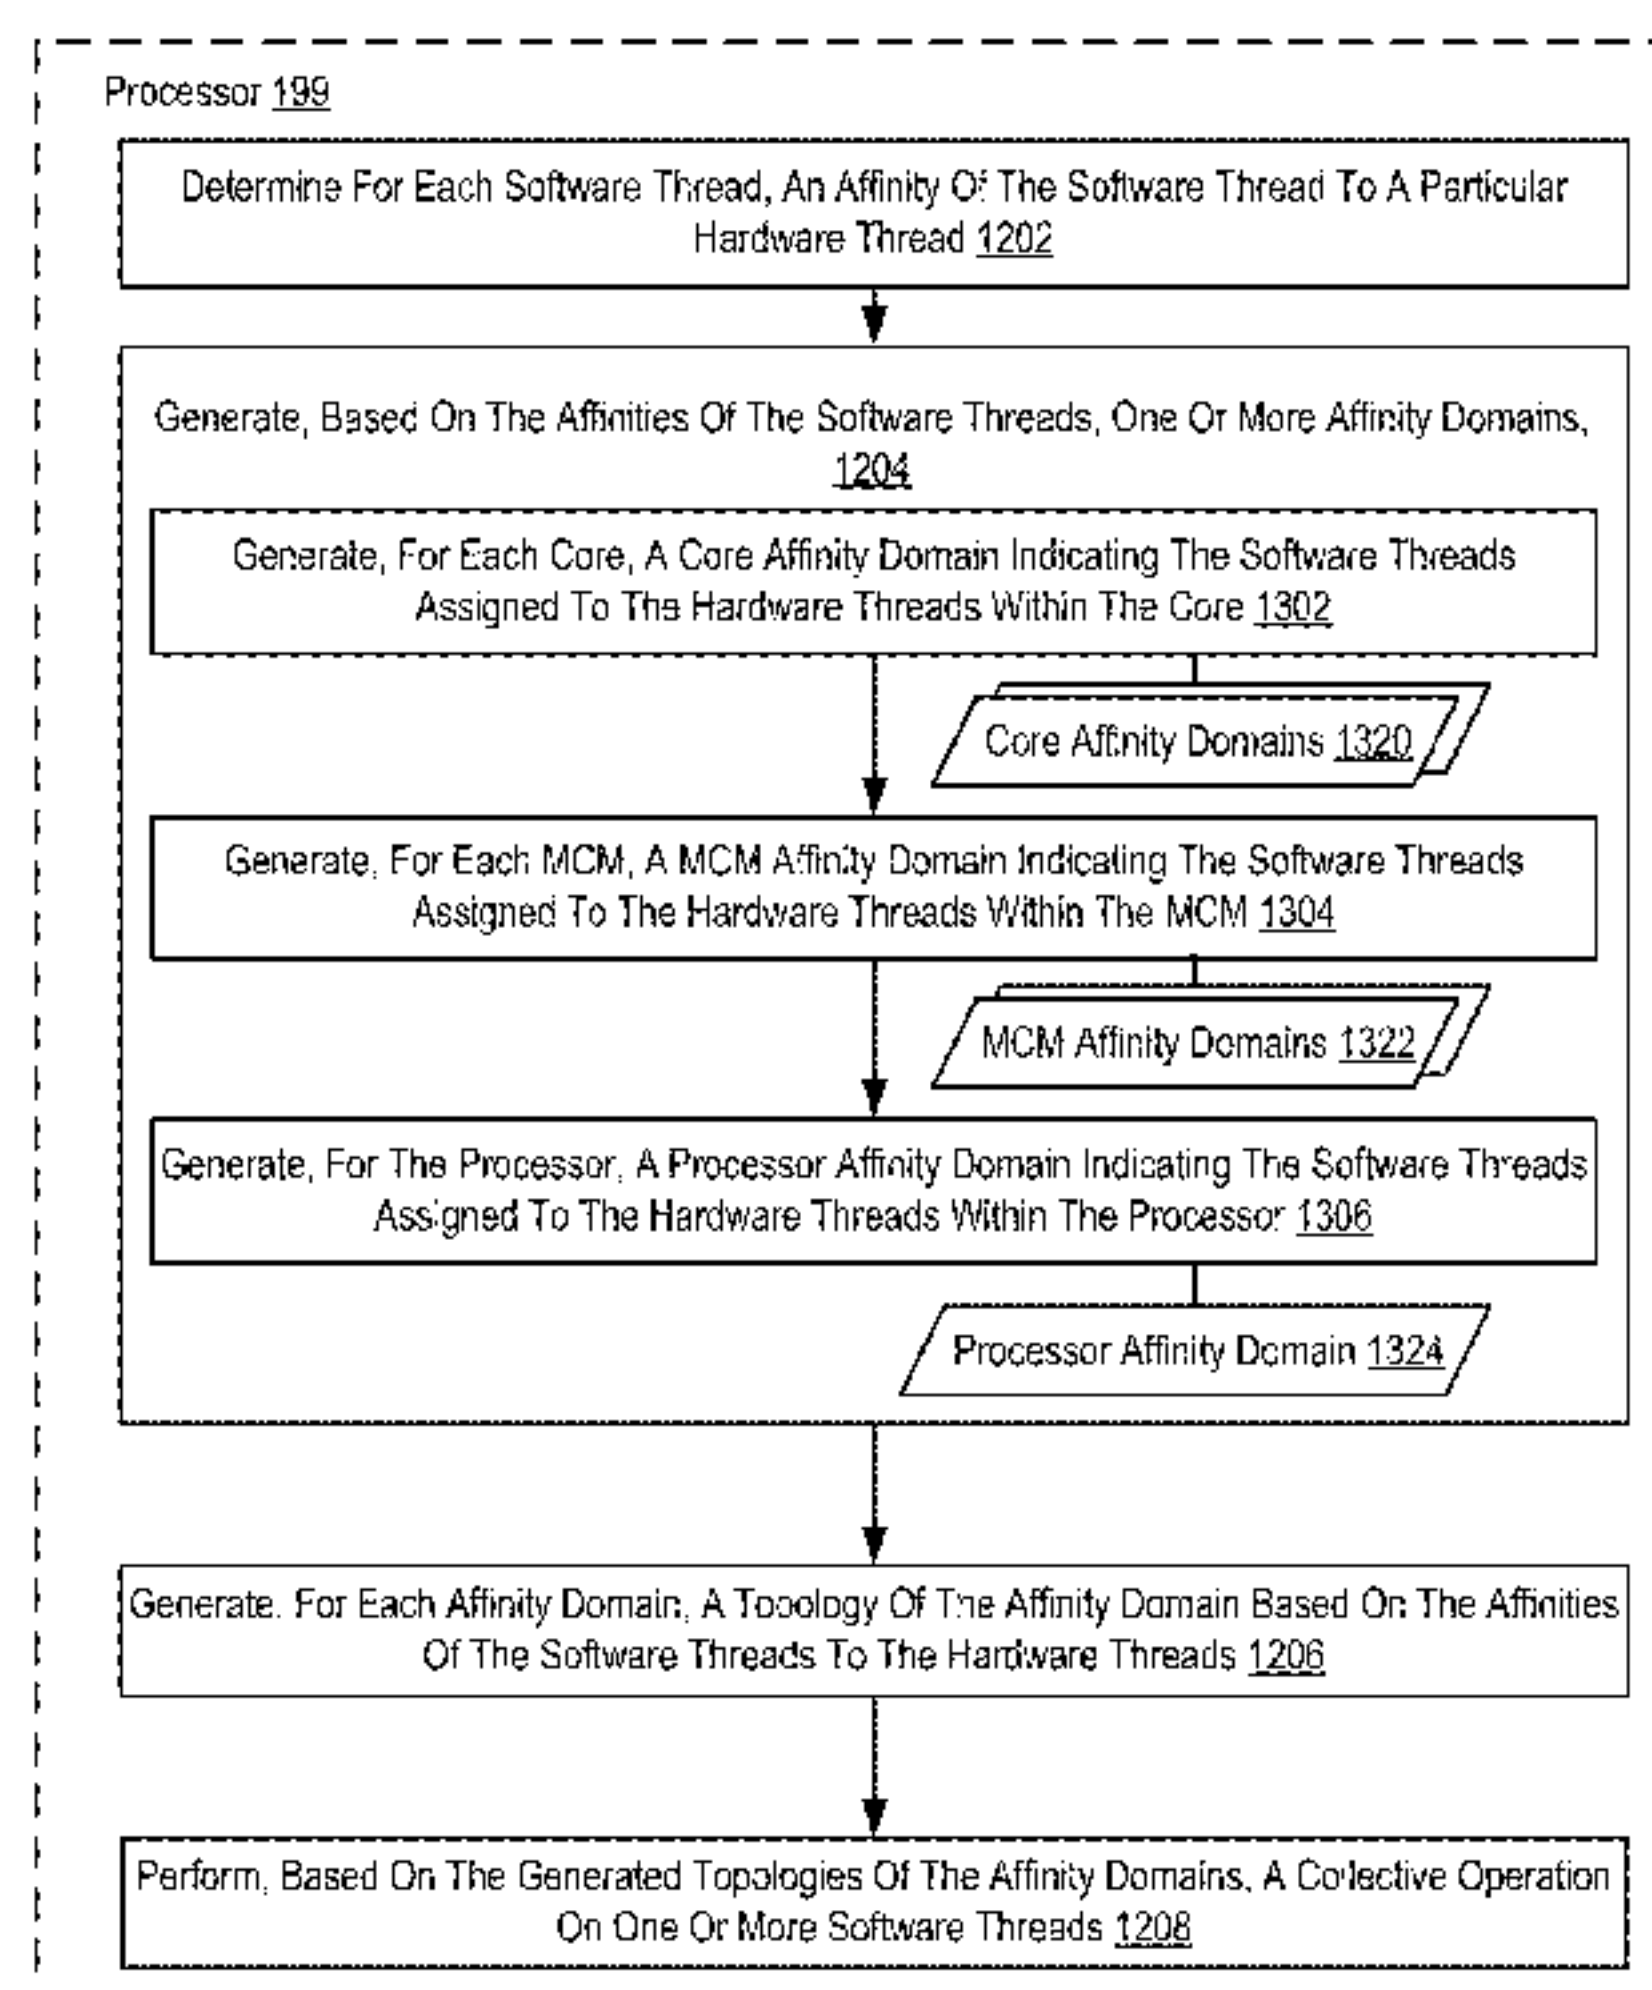 Processor 199
Determine For Each Software Thread, An Affinity Of The Software Thread To A Particular
Hardware Thread 1202
Generate, Based On The Affinities Of The Software Threads, One Or More Affinity Domains,
1204
Generate, For Each Core, A Core Affinity Domain Indicating The Software Threads
Assigned To The Hardware Threads Within The Core 1302
Core Affinity Domains 1320
Generate, For Each MCM, A MCM Affinity Domain Indicating The Software Threads
Assigned To The Hardware Threads Within The MCM 1304
MCM Affinity Domains 1322
Generate, For The Processor, A Processor Affinity Domain Indicating The Software Threads
Assigned To The Hardware Threads Within The Processor 1306
Processor Affinity Domain 1324
Generate, For Each Affinity Domain, A Topology Of The Affinity Domain Based On The Affinities
Of The Software Threads To The Hardware Threads 1206
Perform, Based On The Generated Topologies Of The Affinity Domains, A Collective Operation
On One Or More Software Threads 1208